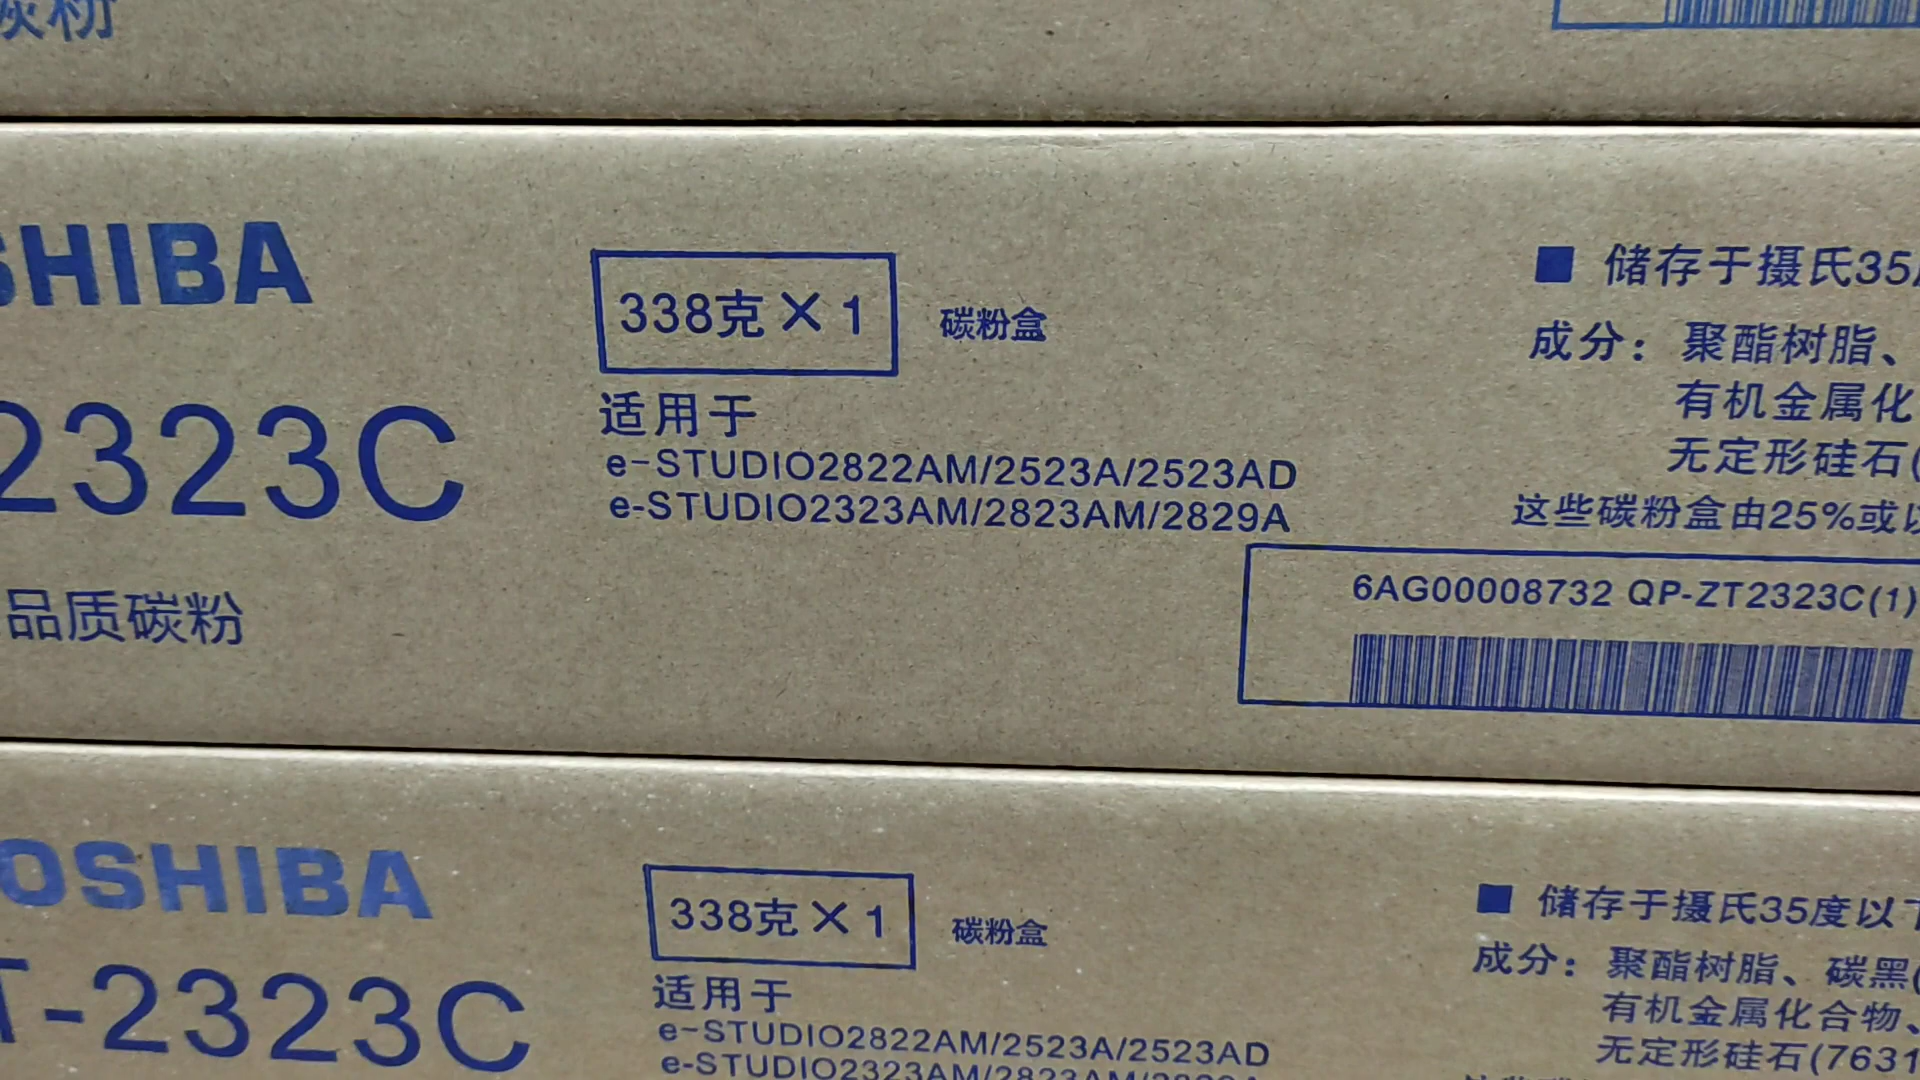 碳粉
SHIBA
2323C
品质碳粉
338克×1 碳粉盒
适用于
e-STUDIO2822AM/2523A/2523AD
e-STUDIO2323AM/2823AM/2829A
■ 储存于摄氏35
成分：聚酯树脂、
有机金属化
无定形硅石(
这些碳粉盒由25%或以
6AG00008732 QP-ZT2323C(1)
OSHIBA
T-2323C
338克×1 碳粉盒
适用于
e-STUDIO2822AM/2523A/2523AD
e-STUDIO2323AM/2823AM/2829A
■ 储存于摄氏35度以下
成分：聚酯树脂、碳黑(
有机金属化合物、
无定形硅石(7631